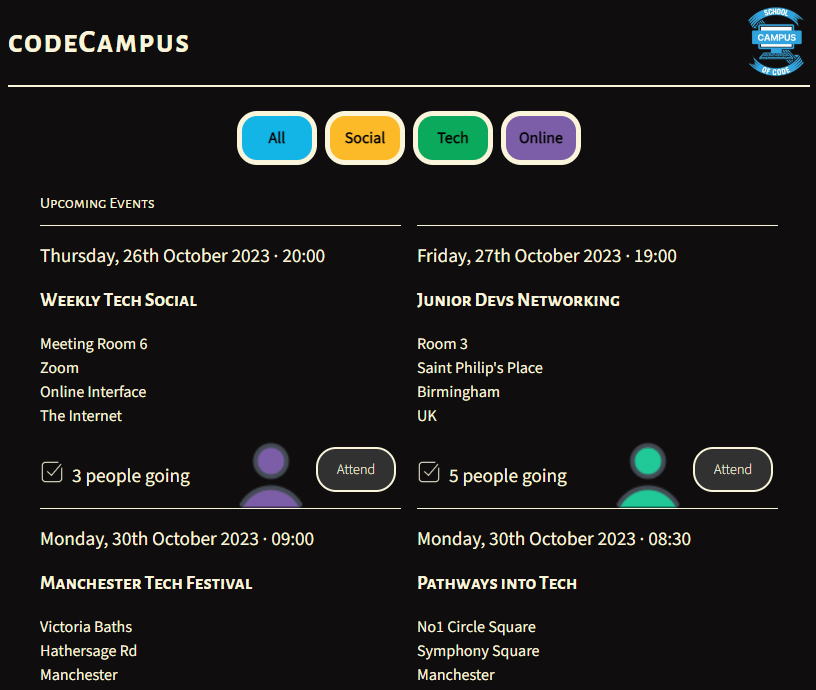 codeCampus
SCHOOL
CAMPUS
OF CODE
All
Social
Tech
Online
Upcoming Events
Thursday, 26th October 2023 · 20:00
Weekly Tech Social
Meeting Room 6
Zoom
Online Interface
The Internet
3 people going
Attend
Friday, 27th October 2023 · 19:00
Junior Devs Networking
Room 3
Saint Philip's Place
Birmingham
UK
5 people going
Attend
Monday, 30th October 2023 · 09:00
Manchester Tech Festival
Victoria Baths
Hathersage Rd
Manchester
Monday, 30th October 2023 · 08:30
Pathways into Tech
No1 Circle Square
Symphony Square
Manchester